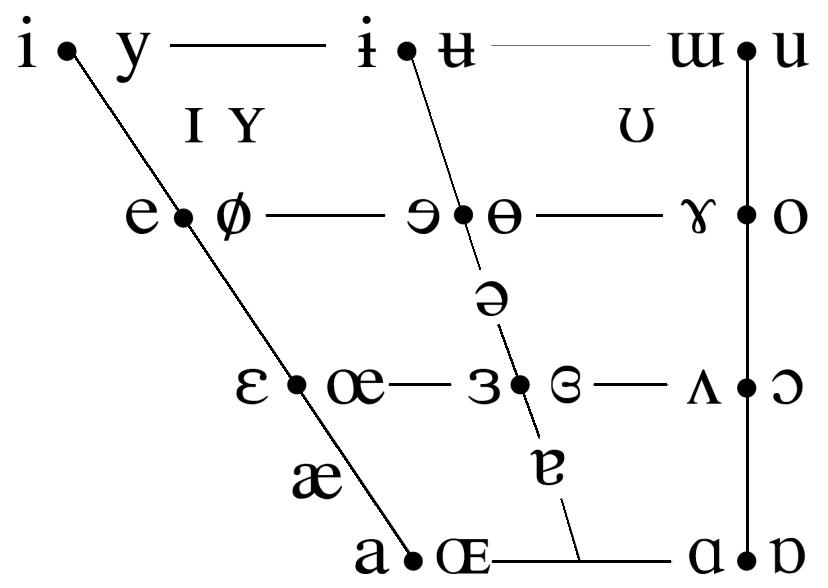 i y ɨ ʉ ɯ u
ɪ ʏ ʊ
e ø ɘ ɵ ɤ o
ə
ɛ œ ɜ ɞ ʌ ɔ
æ ɐ
a ɶ ɑ ɒ